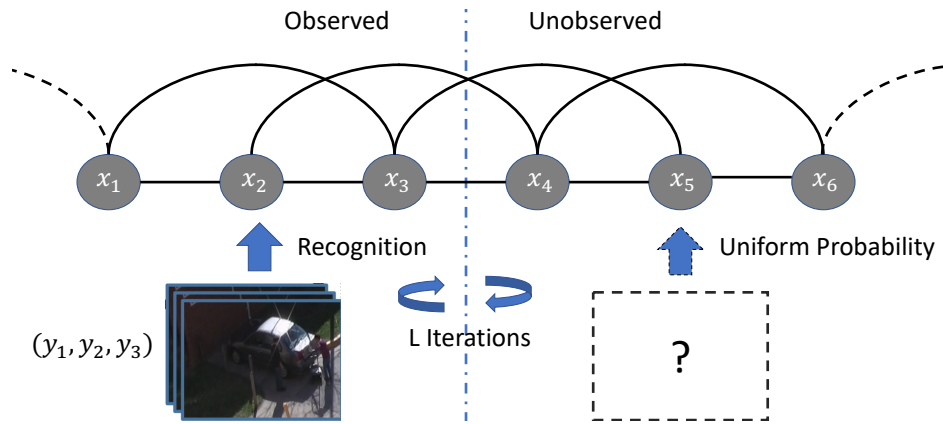 Observed
Unobserved
x₁ x₂ x₃ x₄ x₅ x₆
Recognition
Uniform Probability
L Iterations
(y₁, y₂, y₃)
?